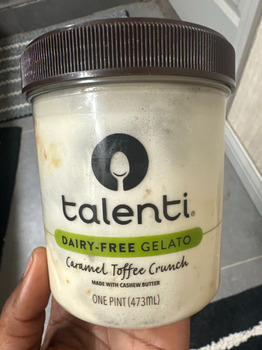 talenti®
DAIRY-FREE GELATO
Caramel Toffee Crunch
MADE WITH CASHEW BUTTER
ONE PINT (473mL)